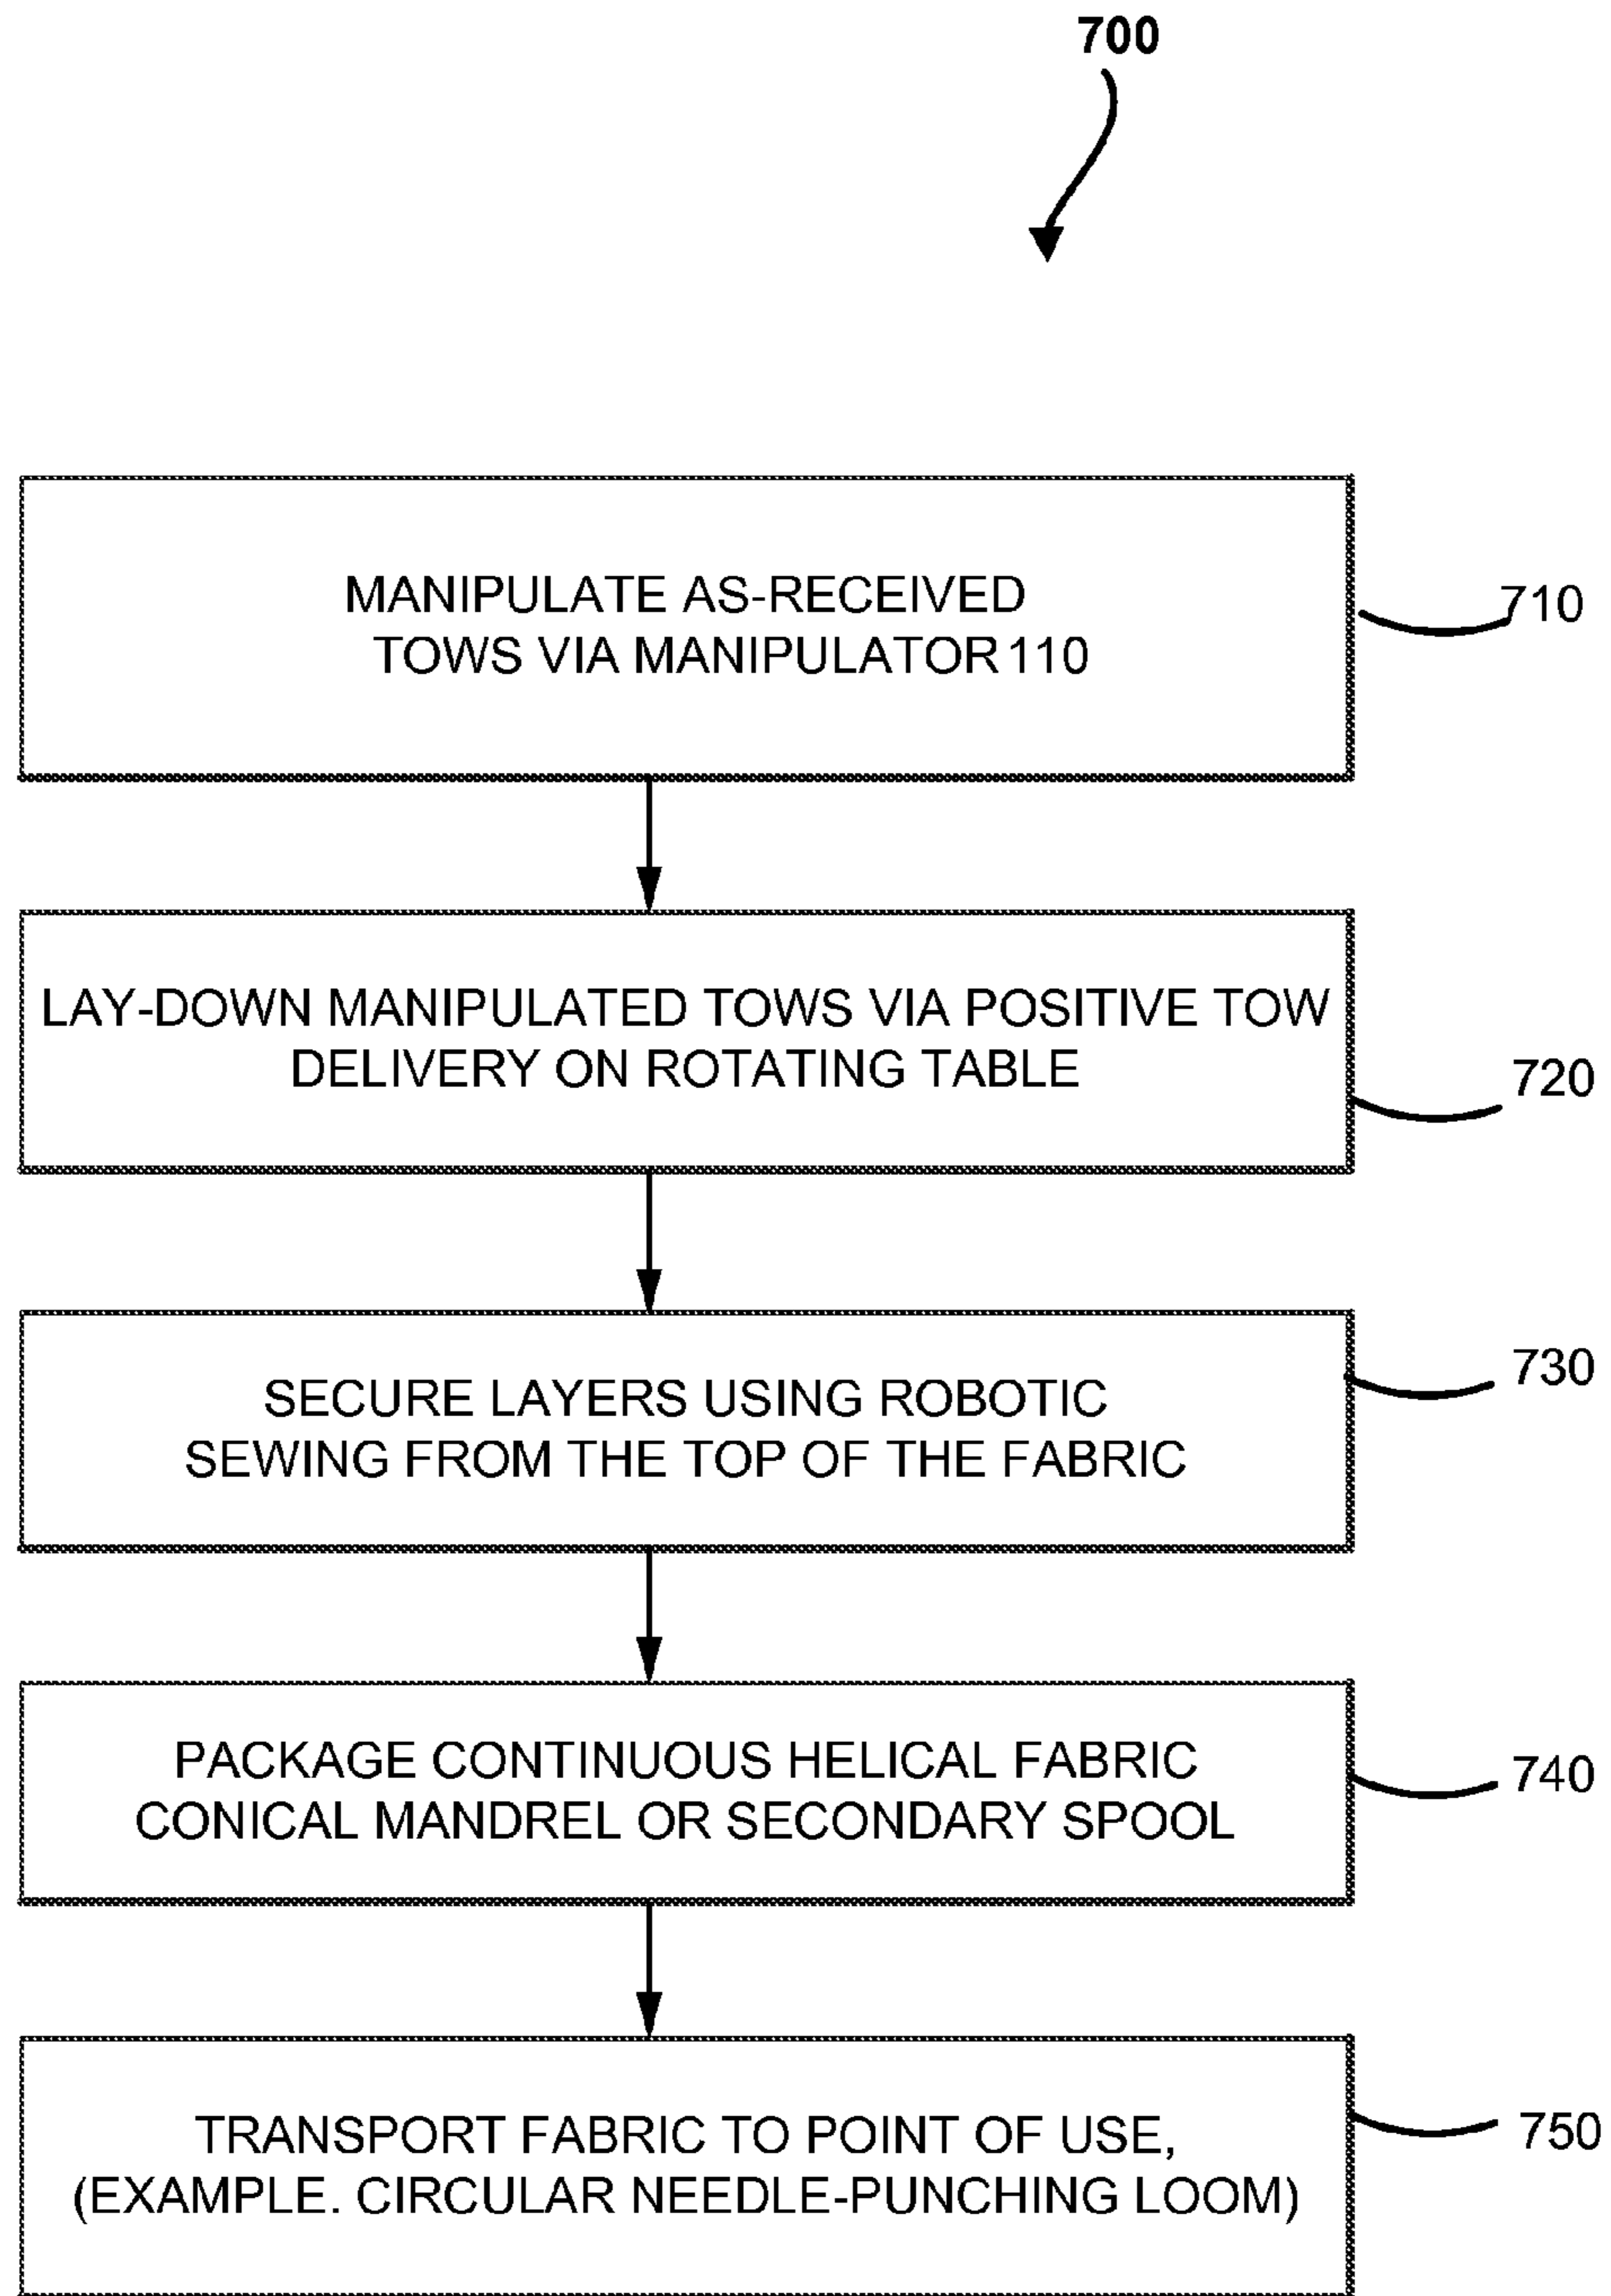 700
MANIPULATE AS-RECEIVED
TOWS VIA MANIPULATOR 110
710
LAY-DOWN MANIPULATED TOWS VIA POSITIVE TOW
DELIVERY ON ROTATING TABLE
720
SECURE LAYERS USING ROBOTIC
SEWING FROM THE TOP OF THE FABRIC
730
PACKAGE CONTINUOUS HELICAL FABRIC
CONICAL MANDREL OR SECONDARY SPOOL
740
TRANSPORT FABRIC TO POINT OF USE,
(EXAMPLE. CIRCULAR NEEDLE-PUNCHING LOOM)
750